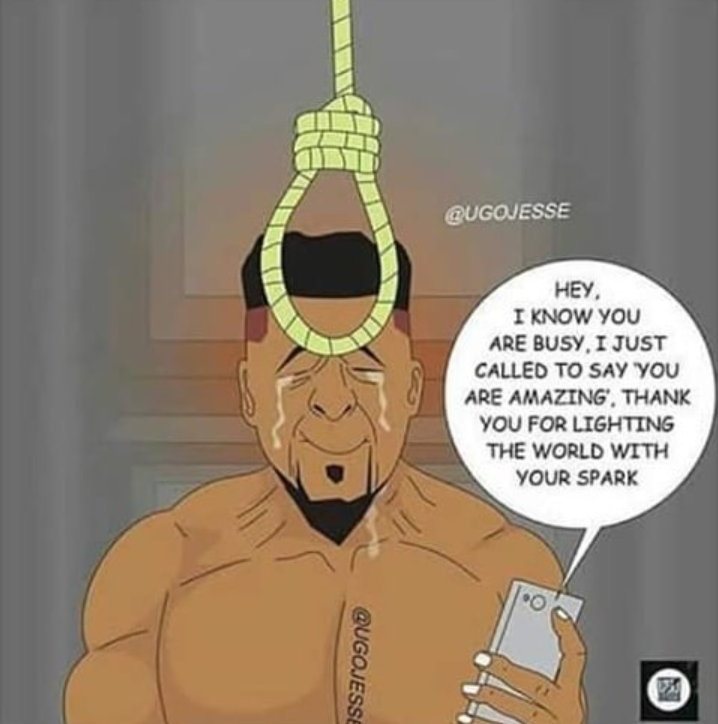 @UGOJESSE
HEY,
I KNOW YOU
ARE BUSY, I JUST
CALLED TO SAY 'YOU
ARE AMAZING', THANK
YOU FOR LIGHTING
THE WORLD WITH
YOUR SPARK
@UGOJESSE